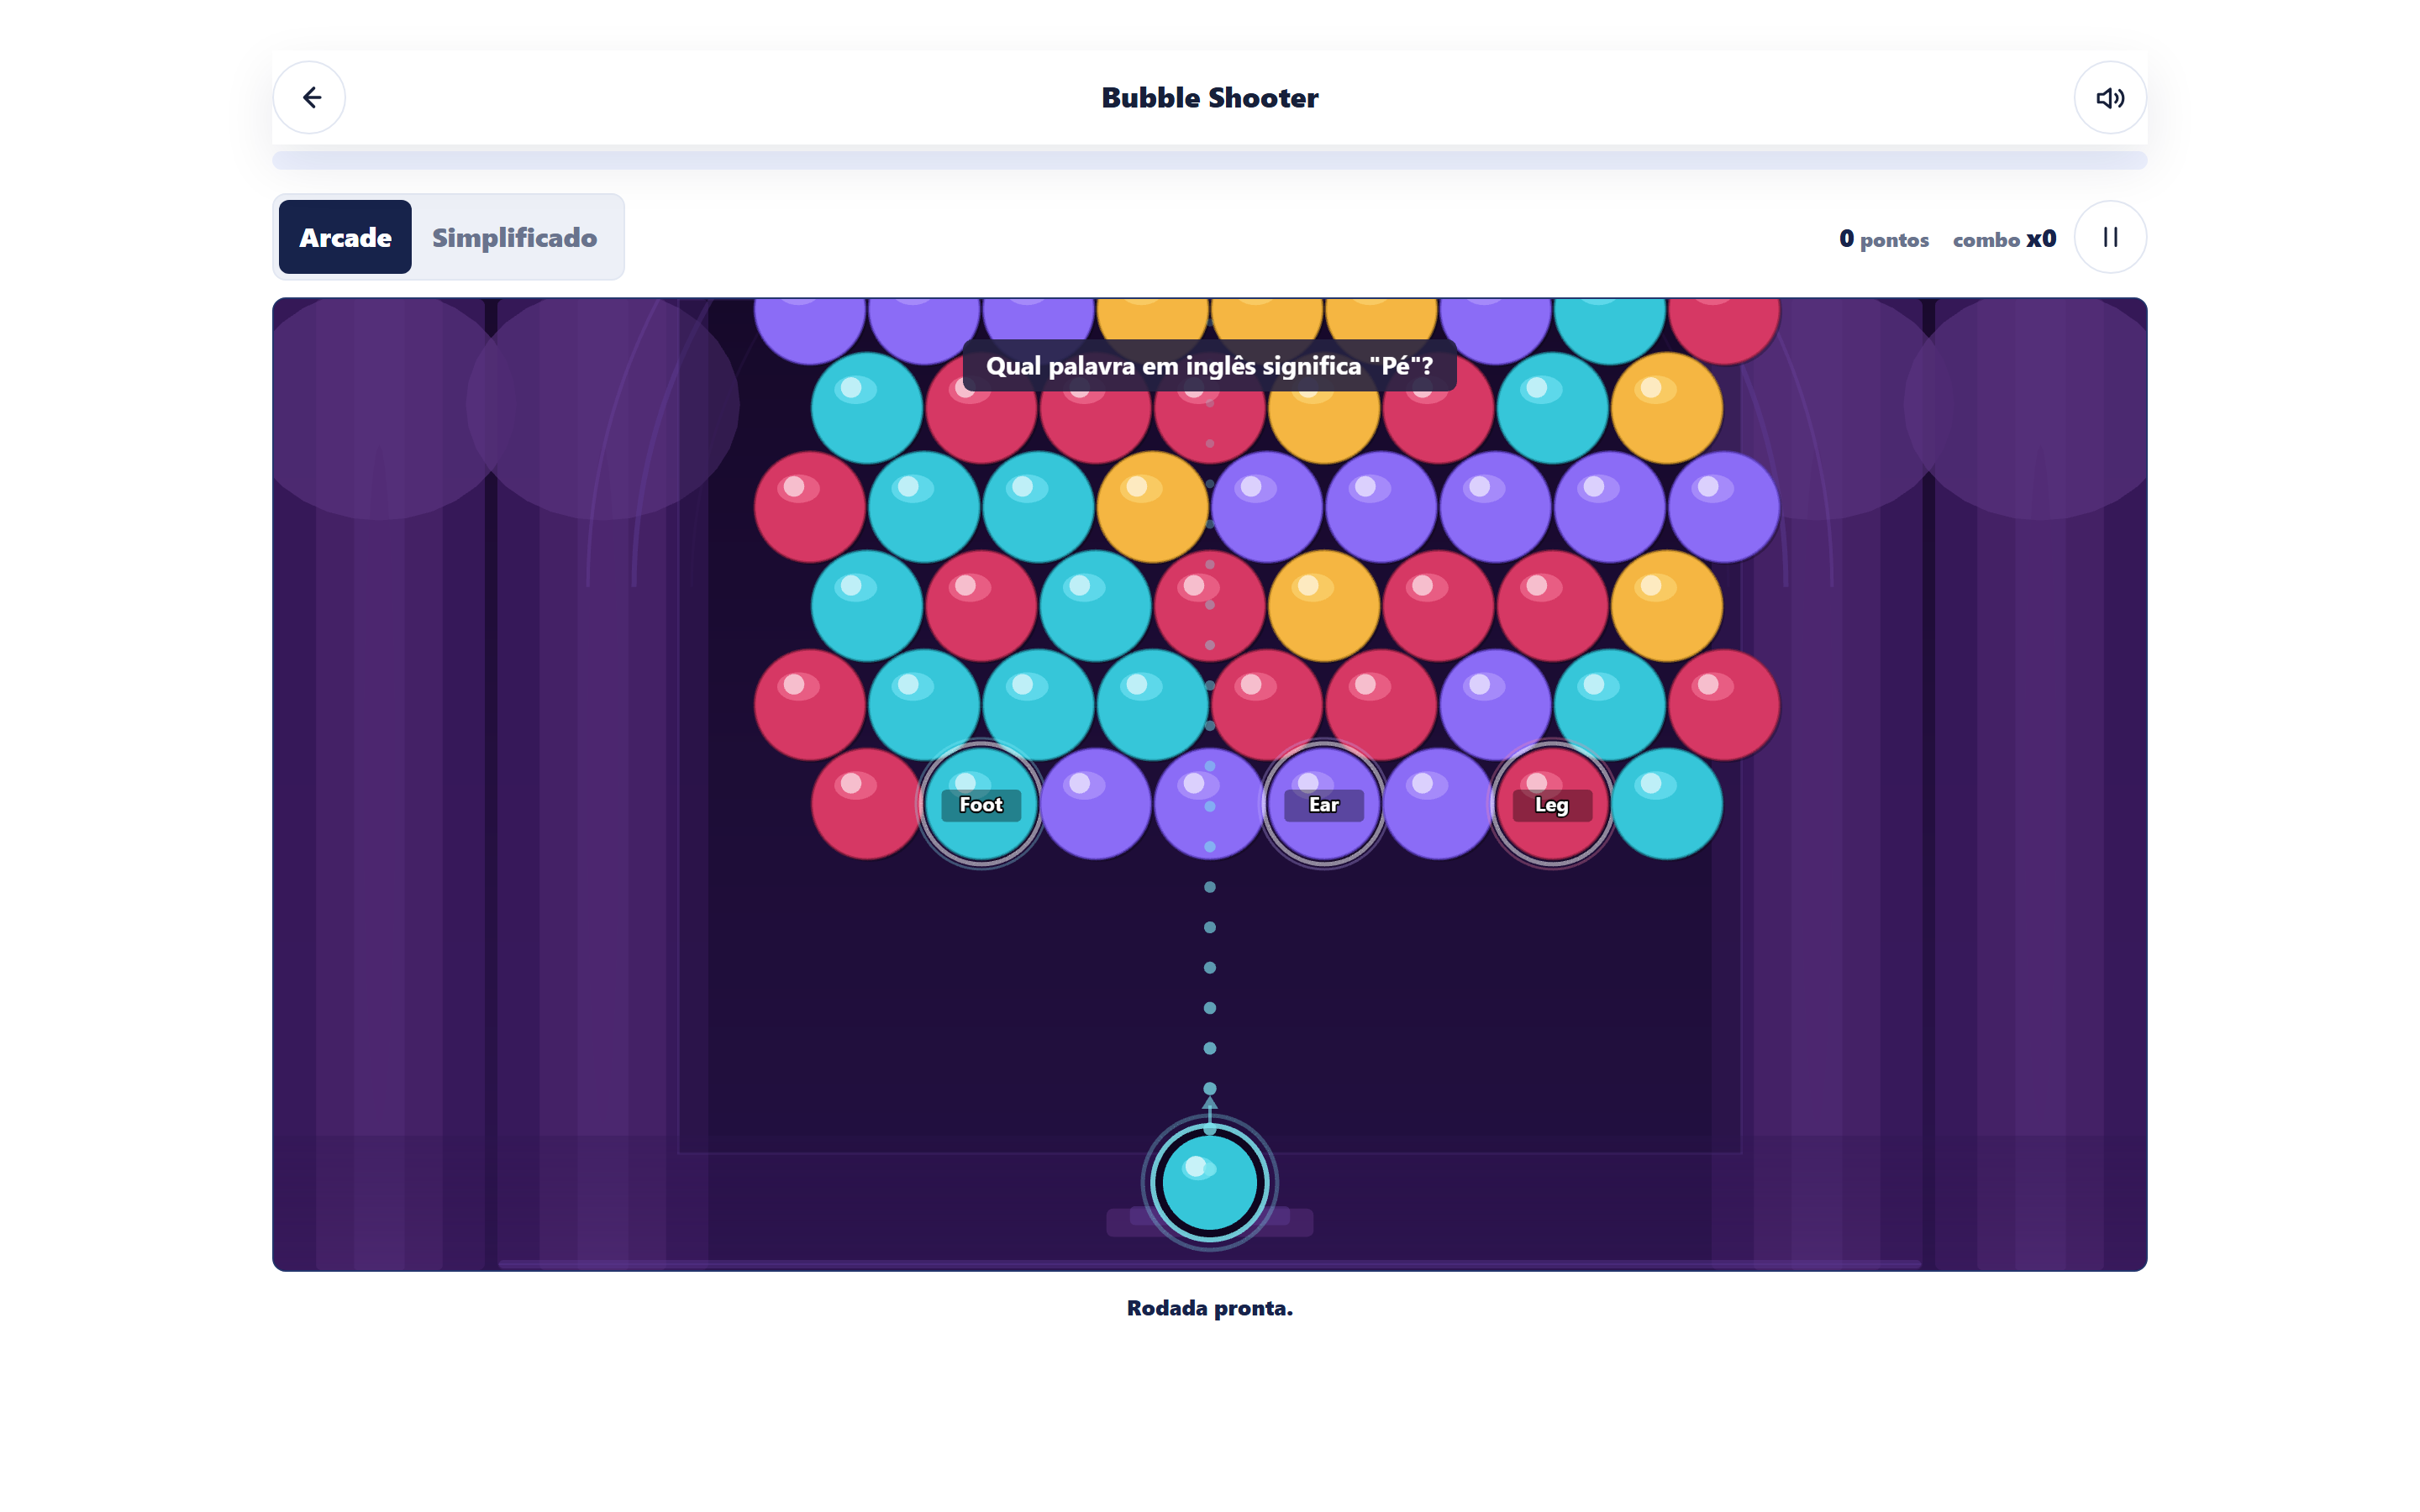 Bubble Shooter
Arcade
Simplificado
0 pontos
combo x0
Qual palavra em inglês significa "Pé"?
Foot
Ear
Leg
Rodada pronta.